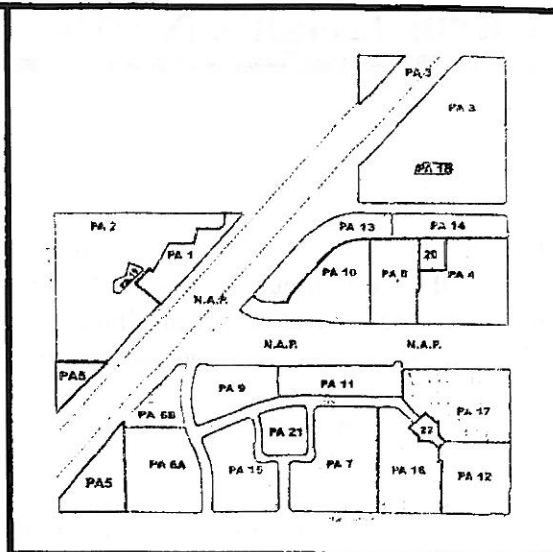 PA 3
PA 3
PA 18
PA 2
PA 13
PA 14
PA 1
20
PA 10
PA 4
N.A.P.
N.A.P.
N.A.P.
PA 9
PA 11
PA 6B
PA 17
PA 21
22
PA 6A
PA 15
PA 7
PA 16
PA 12
PA5